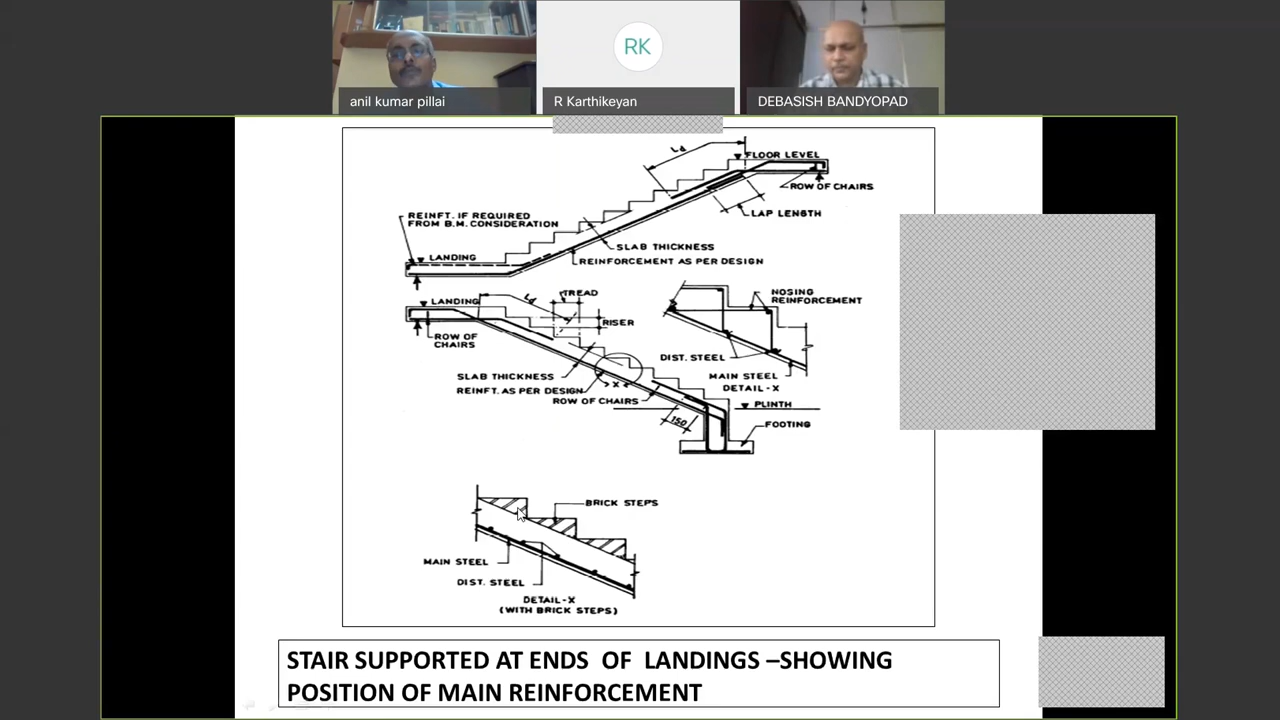 RK
anil kumar pillai
R Karthikeyan
DEBASISH BANDYOPAD
Ld
FLOOR LEVEL
ROW OF CHAIRS
LAP LENGTH
REINFT. IF REQUIRED
FROM B.M. CONSIDERATION
SLAB THICKNESS
LANDING
REINFORCEMENT AS PER DESIGN
LANDING
Ld
TREAD
RISER
ROW OF
CHAIRS
NOSING
REINFORCEMENT
DIST. STEEL
MAIN STEEL
DETAIL-X
SLAB THICKNESS
REINFT. AS PER DESIGN
X
ROW OF CHAIRS
PLINTH
150
FOOTING
BRICK STEPS
MAIN STEEL
DIST. STEEL
DETAIL-X
(WITH BRICK STEPS)
STAIR SUPPORTED AT ENDS OF LANDINGS –SHOWING
POSITION OF MAIN REINFORCEMENT